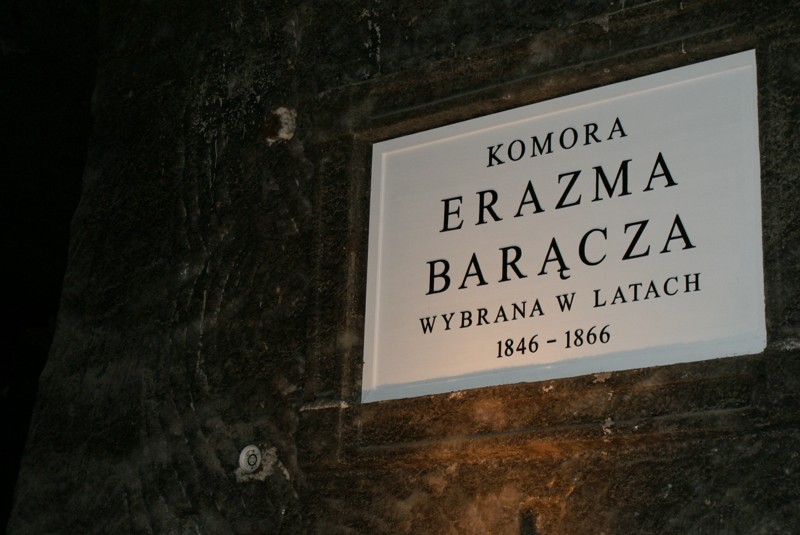 KOMORA
ERAZMA
BARĄCZA
WYBRANA W LATACH
1846 – 1866